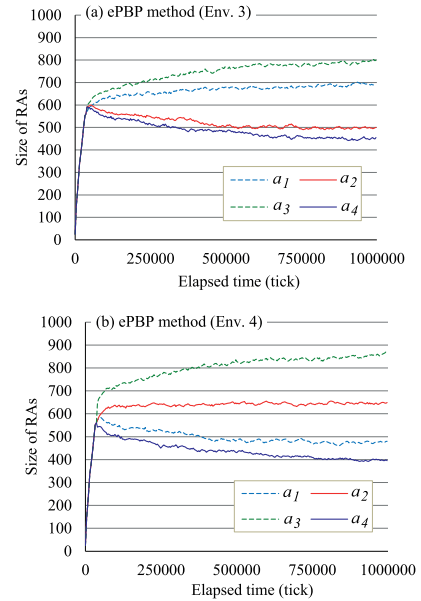 (a) ePBP method (Env. 3)
1000
900
800
700
600
500
400
300
200
100
0
Size of RAs
a1 a2
a3 a4
0 250000 500000 750000 1000000
Elapsed time (tick)
(b) ePBP method (Env. 4)
1000
900
800
700
600
500
400
300
200
100
0
Size of RAs
a1 a2
a3 a4
0 250000 500000 750000 1000000
Elapsed time (tick)